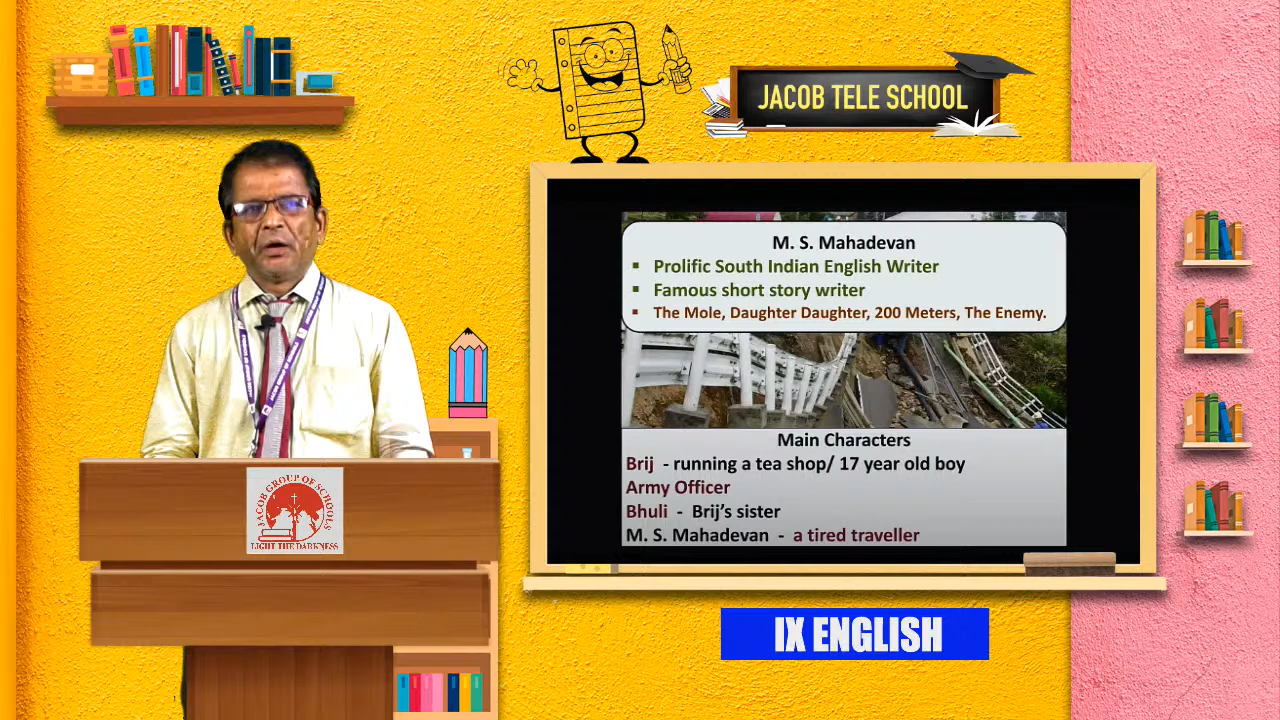 JACOB TELE SCHOOL
M. S. Mahadevan
▪ Prolific South Indian English Writer
▪ Famous short story writer
▪ The Mole, Daughter Daughter, 200 Meters, The Enemy.
Main Characters
Brij - running a tea shop/ 17 year old boy
Army Officer
Bhuli - Brij's sister
M. S. Mahadevan - a tired traveller
JACOB GROUP OF SCHOOLS
LIGHT THE DARKNESS
IX ENGLISH